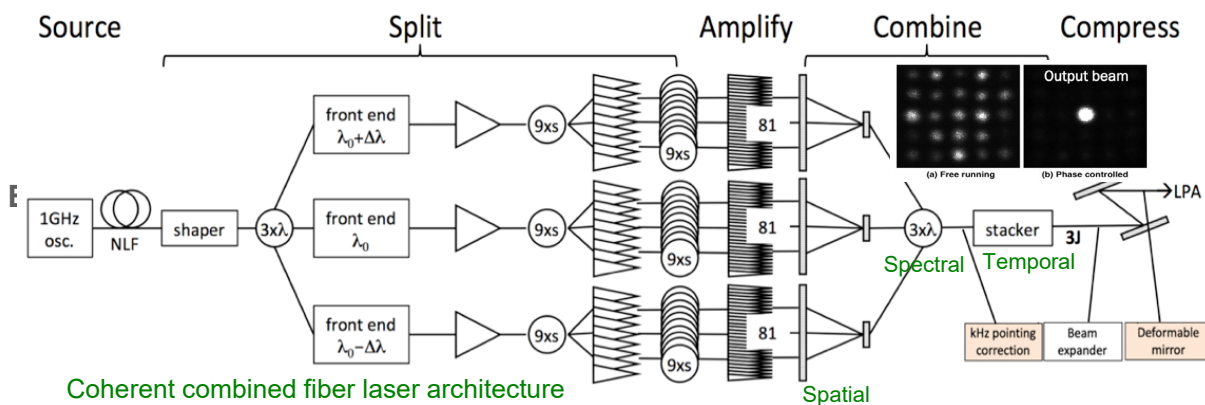 Source
Split
Amplify
Combine
Compress
Output beam
(a) Free running
(b) Phase controlled
1GHz
osc.
NLF
shaper
3xλ
front end
λ₀+Δλ
9xs
9xs
81
front end
λ₀
9xs
9xs
81
front end
λ₀−Δλ
9xs
9xs
81
3xλ
Spectral
stacker
Temporal
3J
LPA
kHz pointing
correction
Beam
expander
Deformable
mirror
Coherent combined fiber laser architecture
Spatial